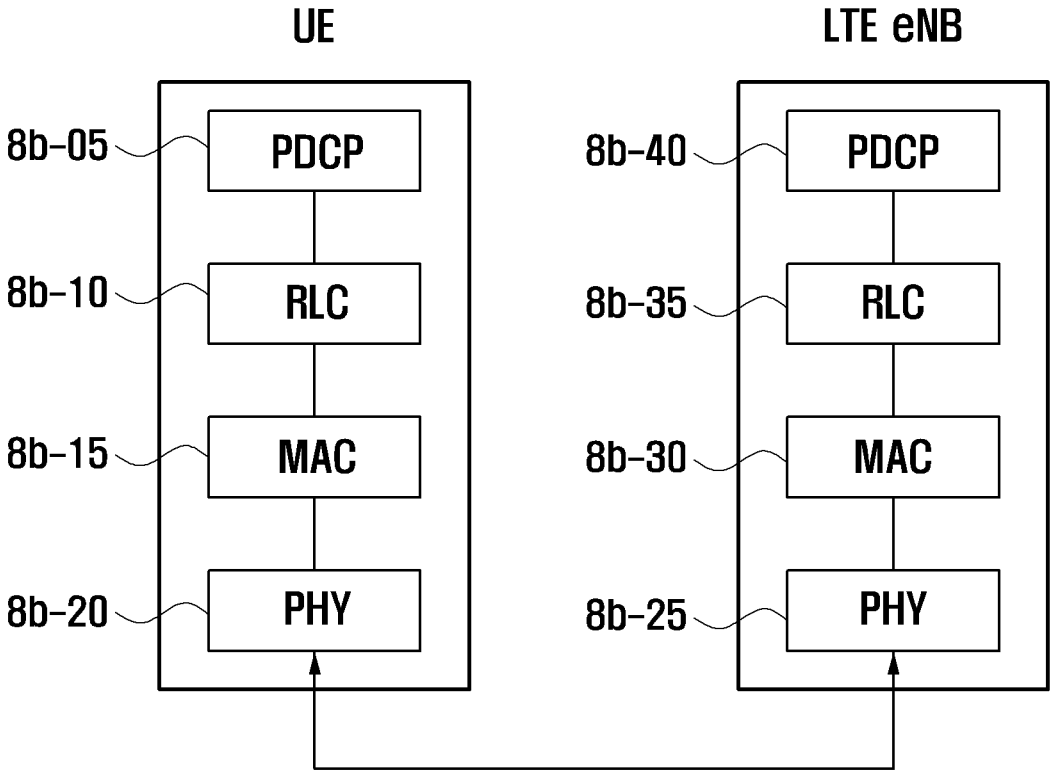 UE LTE eNB
8b-05 PDCP 8b-40 PDCP
8b-10 RLC 8b-35 RLC
8b-15 MAC 8b-30 MAC
8b-20 PHY 8b-25 PHY